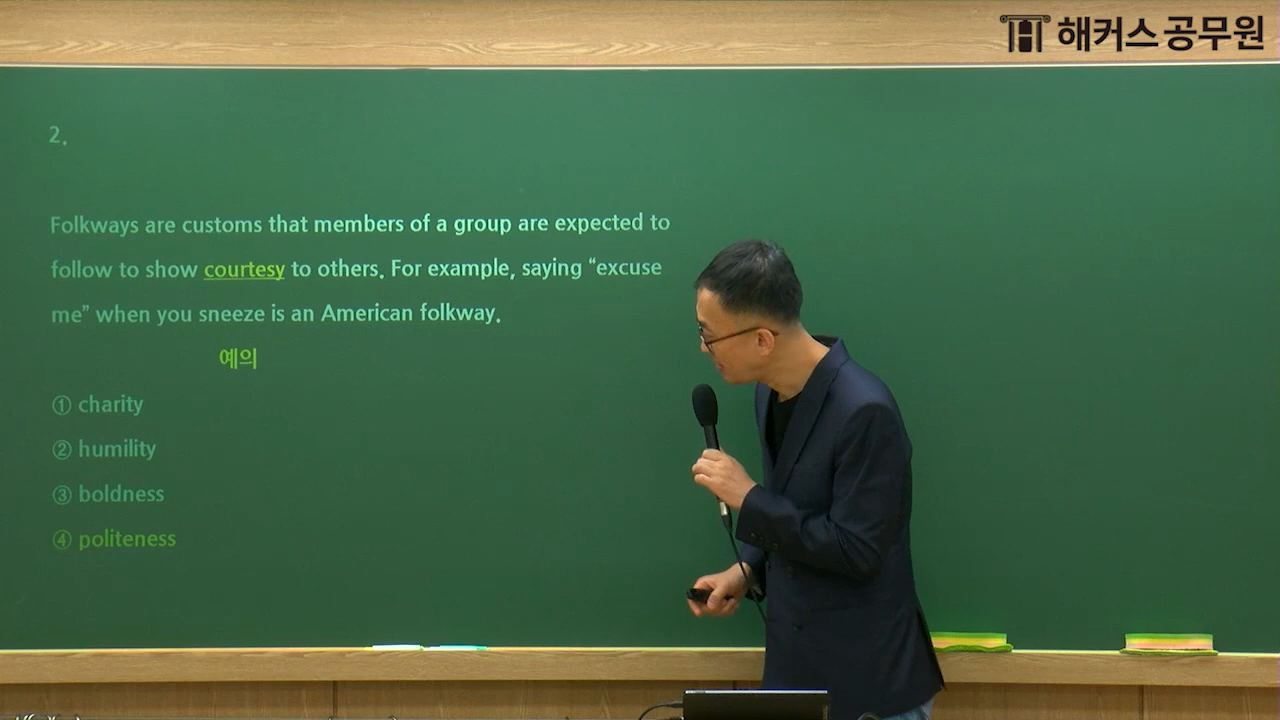 해커스공무원
2.
Folkways are customs that members of a group are expected to
follow to show courtesy to others. For example, saying “excuse
me” when you sneeze is an American folkway.
예의
① charity
② humility
③ boldness
④ politeness